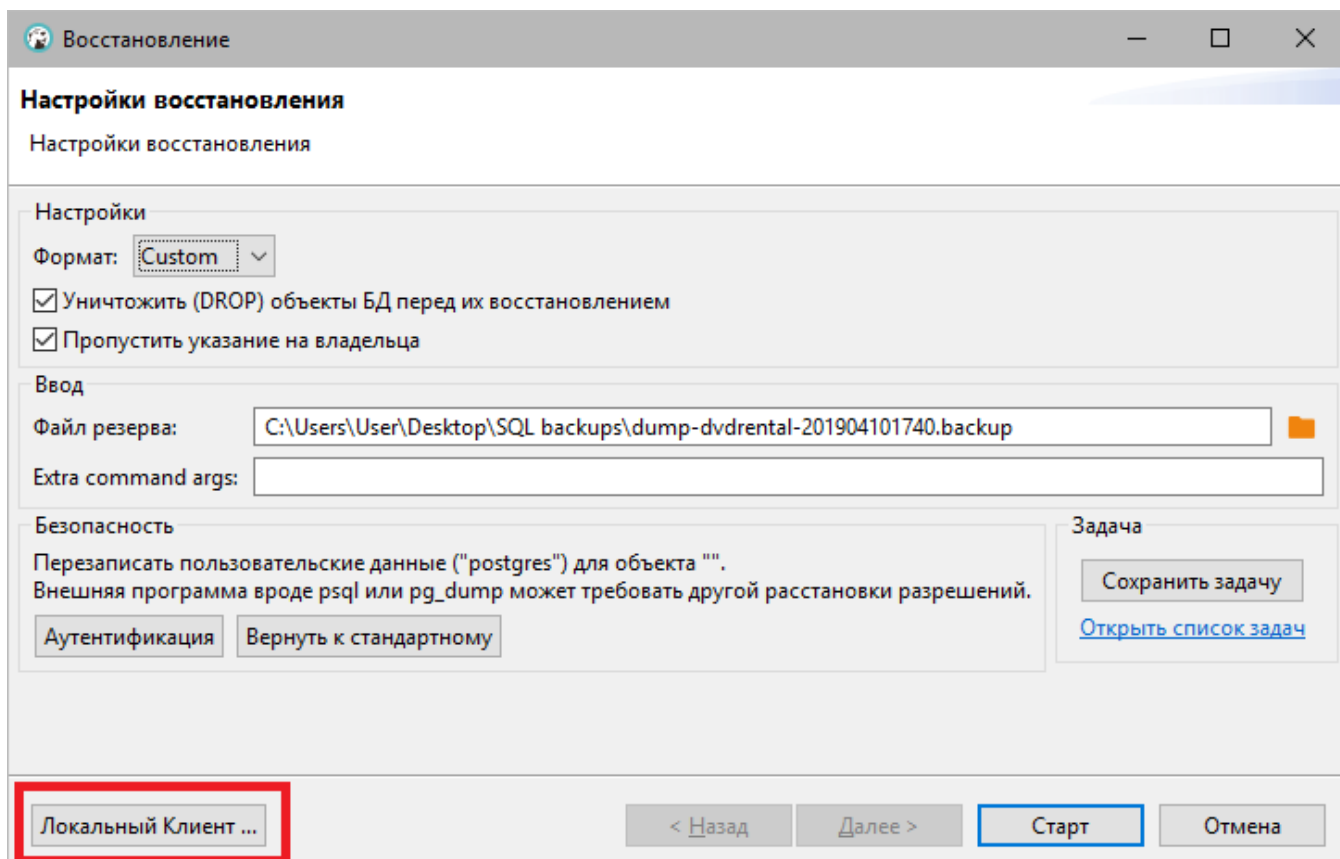 Восстановление
Настройки восстановления
Настройки восстановления
Настройки
Формат: Custom
Уничтожить (DROP) объекты БД перед их восстановлением
Пропустить указание на владельца
Ввод
Файл резерва: C:\Users\User\Desktop\SQL backups\dump-dvdrental-201904101740.backup
Extra command args:
Безопасность
Перезаписать пользовательские данные ("postgres") для объекта "".
Внешняя программа вроде psql или pg_dump может требовать другой расстановки разрешений.
Аутентификация Вернуть к стандартному
Задача
Сохранить задачу
Открыть список задач
Локальный Клиент ... < Назад Далее > Старт Отмена